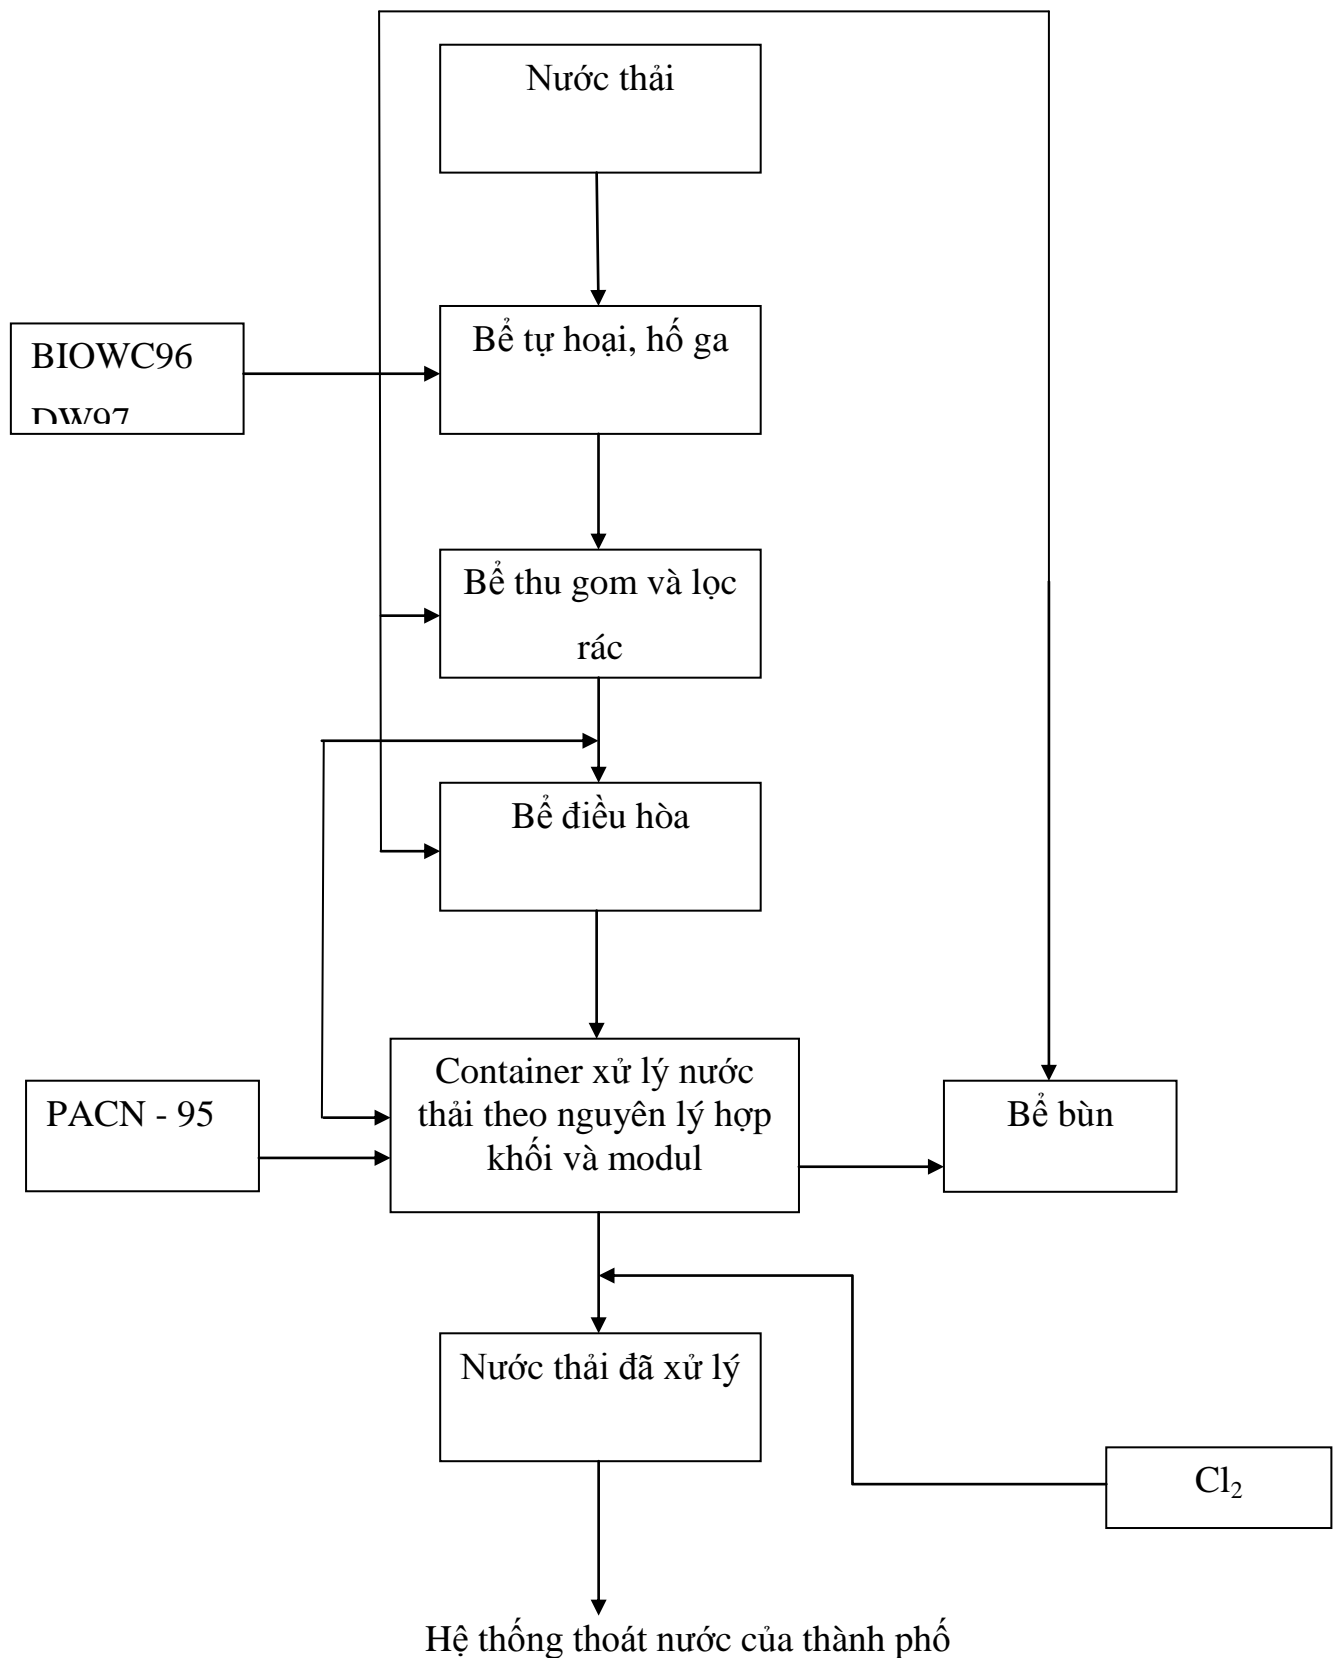 Nước thải
Bể tự hoại, hố ga
BIOWC96
DW97
Bể thu gom và lọc
rác
Bể điều hòa
Container xử lý nước
thải theo nguyên lý hợp
khối và modul
PACN - 95
Bể bùn
Nước thải đã xử lý
Cl₂
Hệ thống thoát nước của thành phố